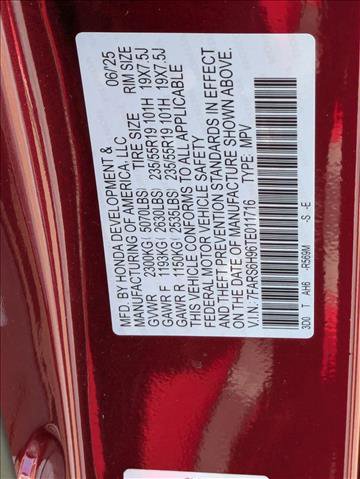 MFD. BY HONDA DEVELOPMENT & 06/25
MANUFACTURING OF AMERICA, LLC
TIRE SIZE RIM SIZE
GVWR 2300KG ( 5070LBS)
GAWR F 1193KG ( 2630LBS) 235/55R19 101H 19X7.5J
GAWR R 1150KG ( 2535LBS) 235/55R19 101H 19X7.5J
THIS VEHICLE CONFORMS TO ALL APPLICABLE
FEDERAL MOTOR VEHICLE SAFETY
AND THEFT PREVENTION STANDARDS IN EFFECT
ON THE DATE OF MANUFACTURE SHOWN ABOVE.
V.I.N.: 7FARS6H96TE011716 TYPE: MPV
3D0 T AH6 -R569M -S -E